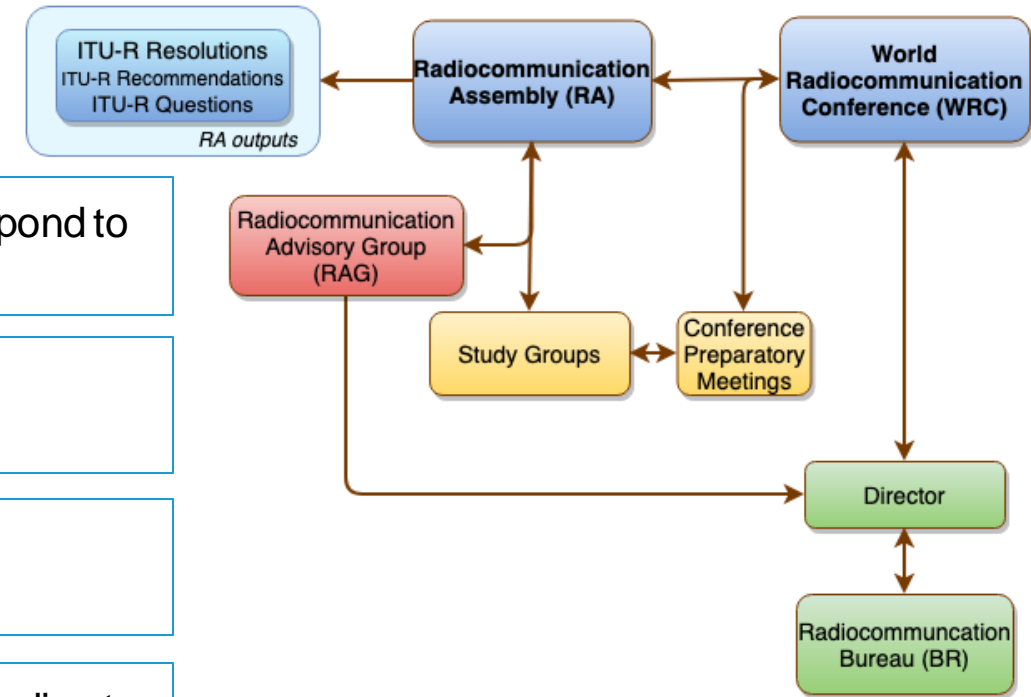 ITU-R Resolutions
ITU-R Recommendations
ITU-R Questions
RA outputs
Radiocommunication
Assembly (RA)
World
Radiocommunication
Conference (WRC)
pond to
Radiocommunication
Advisory Group
(RAG)
Study Groups
Conference
Preparatory
Meetings
Director
Radiocommuncation
Bureau (BR)